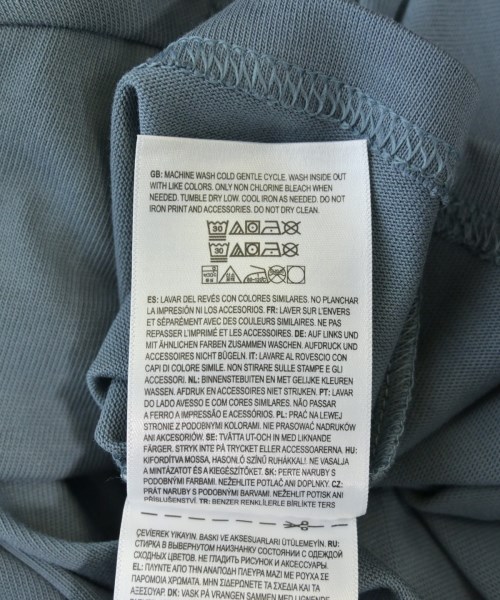 GB: MACHINE WASH COLD GENTLE CYCLE. WASH INSIDE OUT
WITH LIKE COLORS. ONLY NON CHLORINE BLEACH WHEN
NEEDED. TUMBLE DRY LOW. COOL IRON AS NEEDED. DO NOT
IRON PRINT AND ACCESSORIES. DO NOT DRY CLEAN.
30
30
ES: LAVAR DEL REVÉS CON COLORES SIMILARES. NO PLANCHAR
LA IMPRESIÓN NI LOS ACCESORIOS. FR: LAVER SUR L'ENVERS
ET SÉPARÉMENT AVEC DES COULEURS SIMILAIRES. NE PAS
REPASSER L'IMPRIMÉ ET LES ACCESSOIRES. DE: AUF LINKS UND
MIT ÄHNLICHEN FARBEN ZUSAMMEN WASCHEN. AUFDRUCK UND
ACCESSOIRES NICHT BÜGELN. IT: LAVARE AL ROVESCIO CON
CAPI DI COLORE SIMILE. NON STIRARE SULLE STAMPE E GLI
ACCESSORI. NL: BINNENSTEBUITEN EN MET GELIJKE KLEUREN
WASSEN. AFDRUK EN ACCESSOIRES NIET STRIJKEN. PT: LAVAR
DO LADO AVESSO E COM CORES SIMILARES. NÃO PASSAR
A FERRO A IMPRESSÃO E ACESSÓRIOS. PL: PRAĆ NA LEWEJ
STRONIE Z PODOBNYMI KOLORAMI. NIE PRASOWAĆ NADRUKÓW
ANI AKCESORIÓW. SE: TVÄTTA UT-OCH-IN MED LIKNANDE
FÄRGER. STRYK INTE PÅ TRYCKET ELLER ACCESSOARERNA. HU:
KIFORDÍTVA MOSSA, HASONLÓ SZÍNŰ RUHÁKKAL! NE VASALJA
A MINTÁZATOT ÉS A KIEGÉSZÍTŐKET. SK: PERTE NARUBY S
PODOBNÝMI FARBAMI. NEŽEHLITE POTLAČ ANI DOPLNKY. CZ:
PRÁT NARUBY S PODOBNÝMI BARVAMI. NEŽEHLIT POTISK ANI
PŘÍSLUŠENSTVÍ. TR: BENZER RENKLILERLE BİRLİKTE TERS
ÇEVİREREK YIKAYIN. BASKI VE AKSESUARLARI ÜTÜLEMEYİN. RU:
СТИРКА В ВЫВЕРНУТОМ НАИЗНАНКУ СОСТОЯНИИ С ОДЕЖДОЙ
СХОДНЫХ ЦВЕТОВ. НЕ ГЛАДИТЬ РИСУНОК И АКСЕССУАРЫ.
EL: ΠΛΕΝΟΥΜΕ ΑΠΟ ΤΗΝ ΑΝΑΠΟΔΗ ΠΛΕΥΡΑ ΜΑΖΙ ΜΕ ΡΟΥΧΑ ΣΕ
ΠΑΡΟΜΟΙΑ ΧΡΩΜΑΤΑ. ΜΗΝ ΣΙΔΕΡΩΝΕΤΕ ΤΑ ΣΧΕΔΙΑ ΚΑΙ ΤΑ
ΑΞΕΣΟΥΑΡ. DK: VASK PÅ VRANGEN SAMMEN MED LIGNENDE